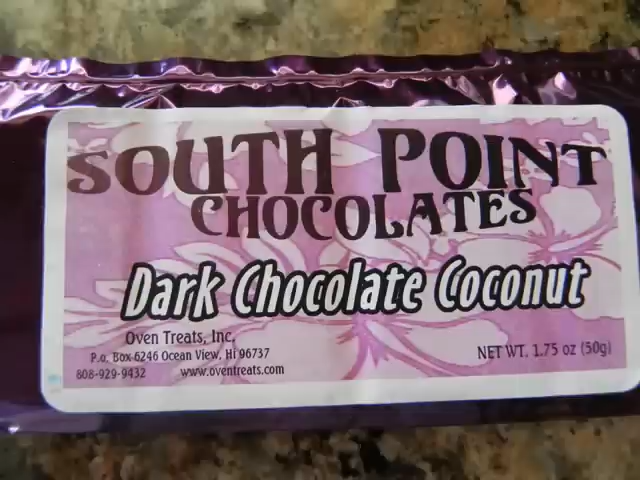 SOUTH POINT
CHOCOLATES
Dark Chocolate Coconut
Oven Treats, Inc.
P.o. Box 6246 Ocean View, Hi 96737
808-929-9432 www.oventreats.com
NET WT. 1.75 oz (50g)